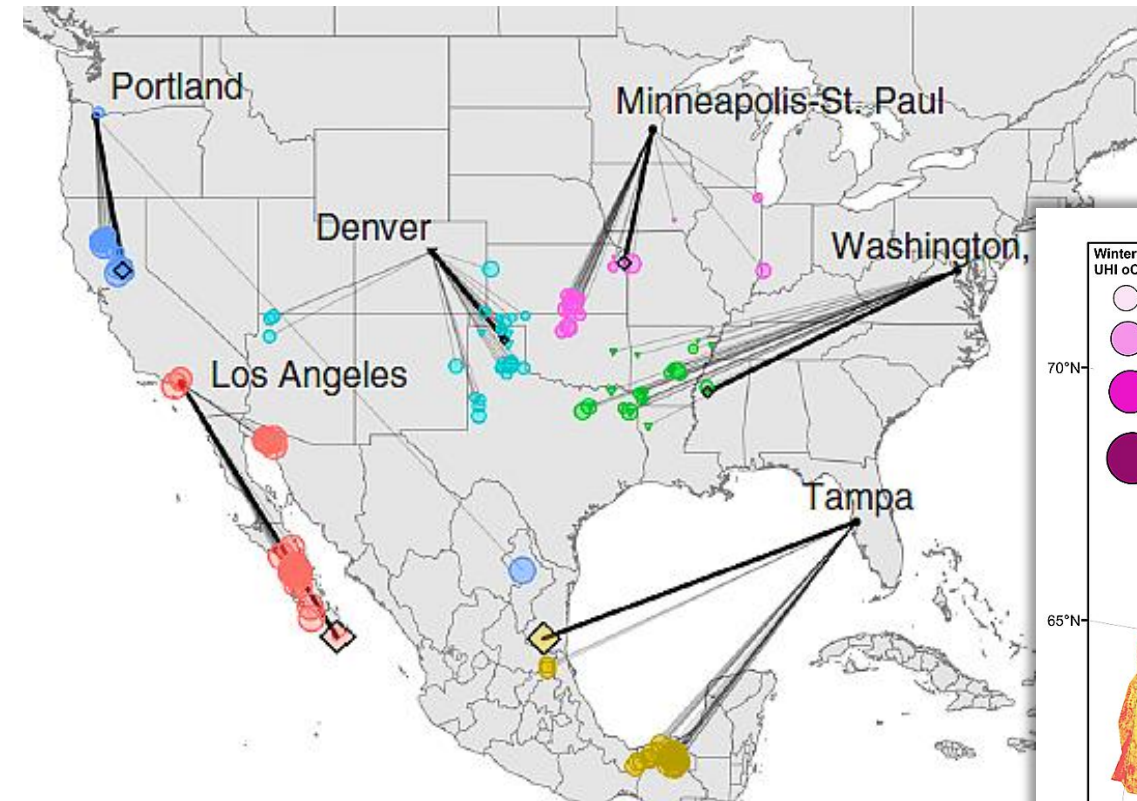 Portland
Minneapolis-St. Paul
Denver
Washington,
Los Angeles
Tampa
Winter
UHI oC
70°N
65°N